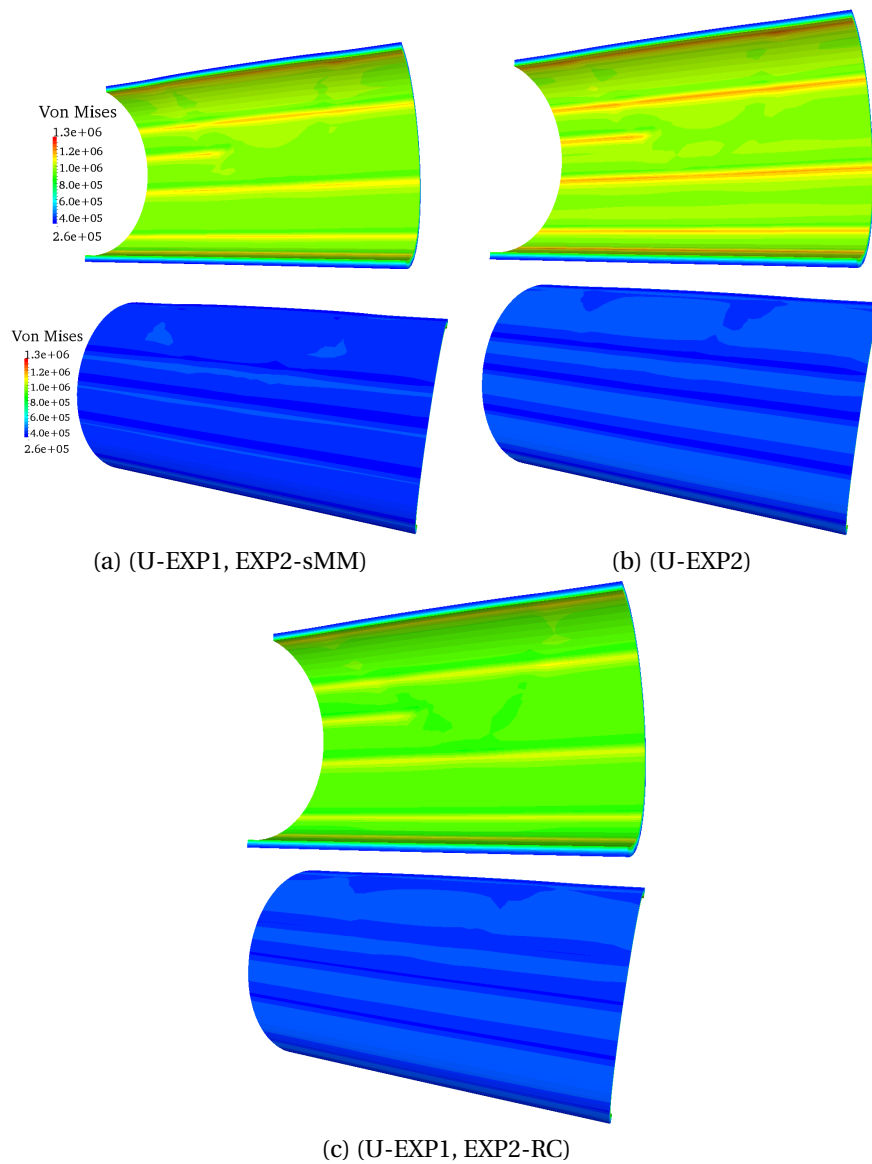 Von Mises
1.3e+06
1.2e+06
1.0e+06
8.0e+05
6.0e+05
4.0e+05
2.6e+05
Von Mises
1.3e+06
1.2e+06
1.0e+06
8.0e+05
6.0e+05
4.0e+05
2.6e+05
(a) (U-EXP1, EXP2-sMM)
(b) (U-EXP2)
(c) (U-EXP1, EXP2-RC)